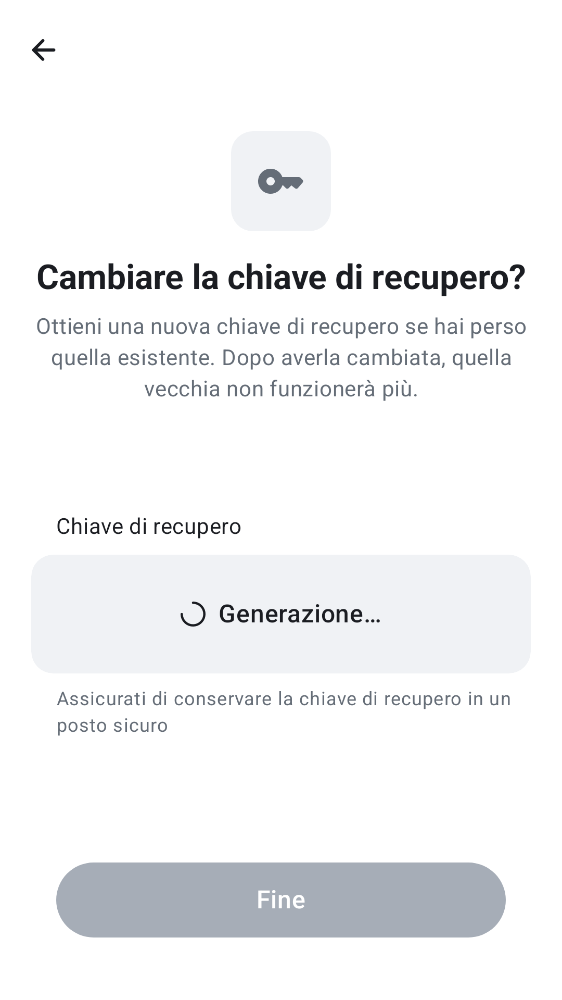 Cambiare la chiave di recupero?
Ottieni una nuova chiave di recupero se hai perso
quella esistente. Dopo averla cambiata, quella
vecchia non funzionerà più.
Chiave di recupero
Generazione…
Assicurati di conservare la chiave di recupero in un
posto sicuro
Fine